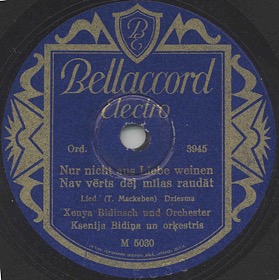 Bellaccord
electro
Ord. 3945
Nur nicht aus Liebe weinen
Nav vērts dēļ mīlas raudāt
Lied (T. Mackeben) Dziesma
Xenya Bidinsch und Orchester
Ksenija Bidiņa un orķestris
M 5030